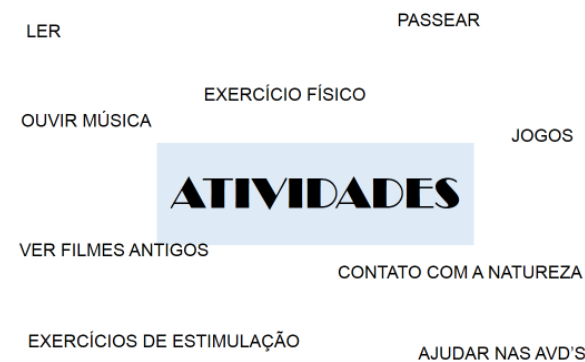 PASSEAR
LER
EXERCÍCIO FÍSICO
OUVIR MÚSICA
JOGOS
ATIVIDADES
VER FILMES ANTIGOS
CONTATO COM A NATUREZA
EXERCÍCIOS DE ESTIMULAÇÃO
AJUDAR NAS AVD'S